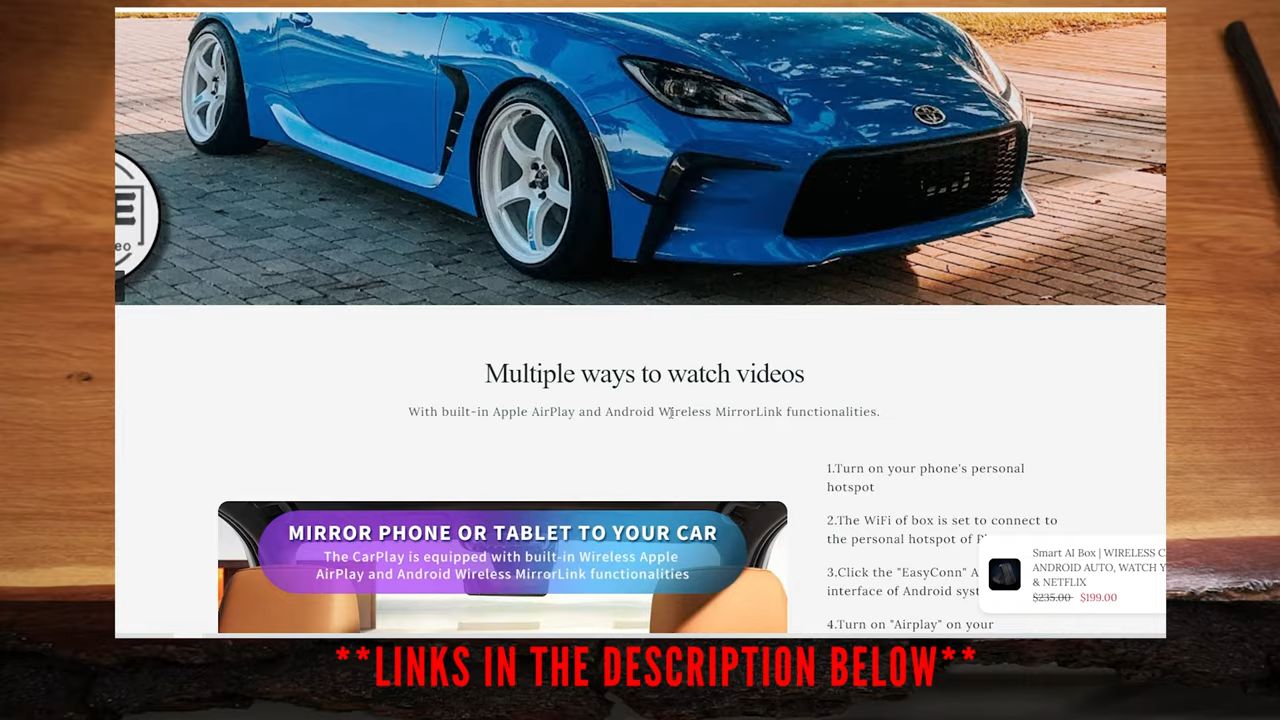 E
eo
Multiple ways to watch videos
With built-in Apple AirPlay and Android Wireless MirrorLink functionalities.
MIRROR PHONE OR TABLET TO YOUR CAR
The CarPlay is equipped with built-in Wireless Apple
AirPlay and Android Wireless MirrorLink functionalities
1.Turn on your phone's personal
hotspot
2.The WiFi of box is set to connect to
the personal hotspot of
3.Click the "EasyConn" A
interface of Android syst
4.Turn on "Airplay" on your
Smart AI Box | WIRELESS C
ANDROID AUTO, WATCH Y
& NETFLIX
$235.00 $199.00
**LINKS IN THE DESCRIPTION BELOW**